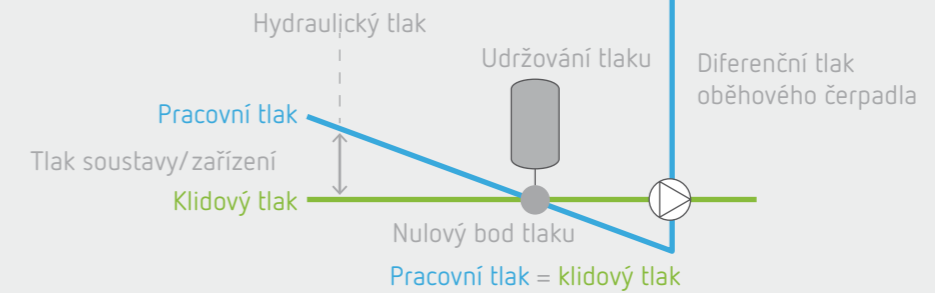 Hydraulický tlak
Udržování tlaku
Diferenční tlak
oběhového čerpadla
Pracovní tlak
Tlak soustavy/zařízení
Klidový tlak
Nulový bod tlaku
Pracovní tlak = klidový tlak